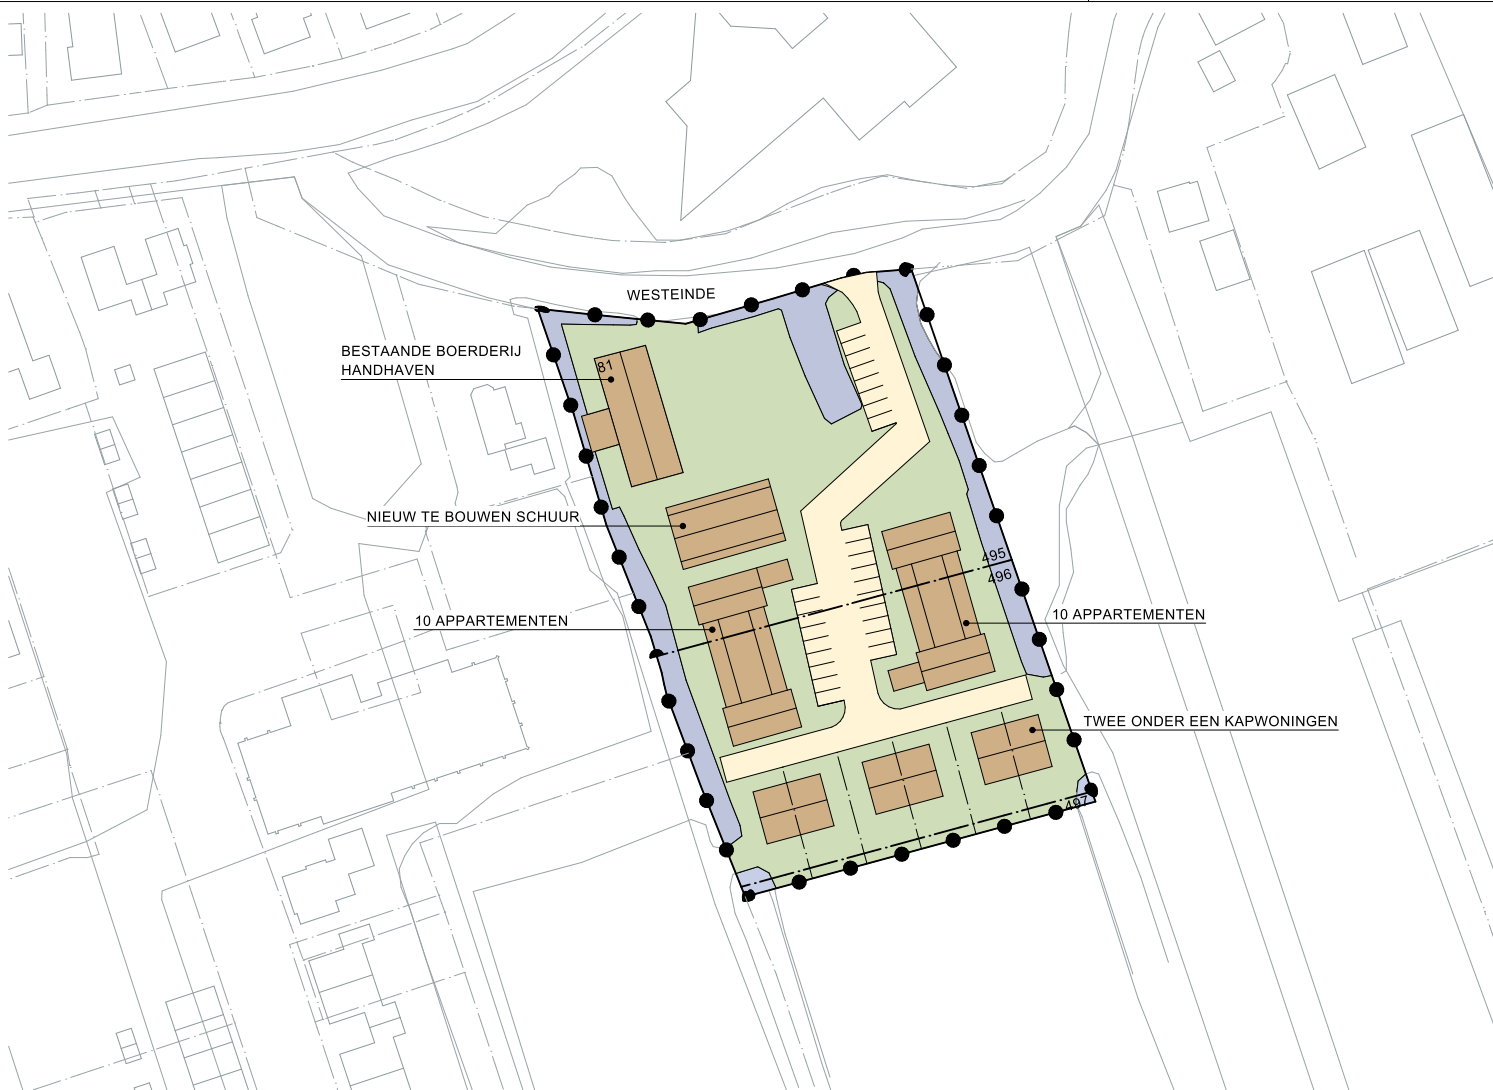 WESTEINDE
BESTAANDE BOERDERIJ
HANDHAVEN
81
NIEUW TE BOUWEN SCHUUR
495
496
10 APPARTEMENTEN
10 APPARTEMENTEN
TWEE ONDER EEN KAPWONINGEN
497